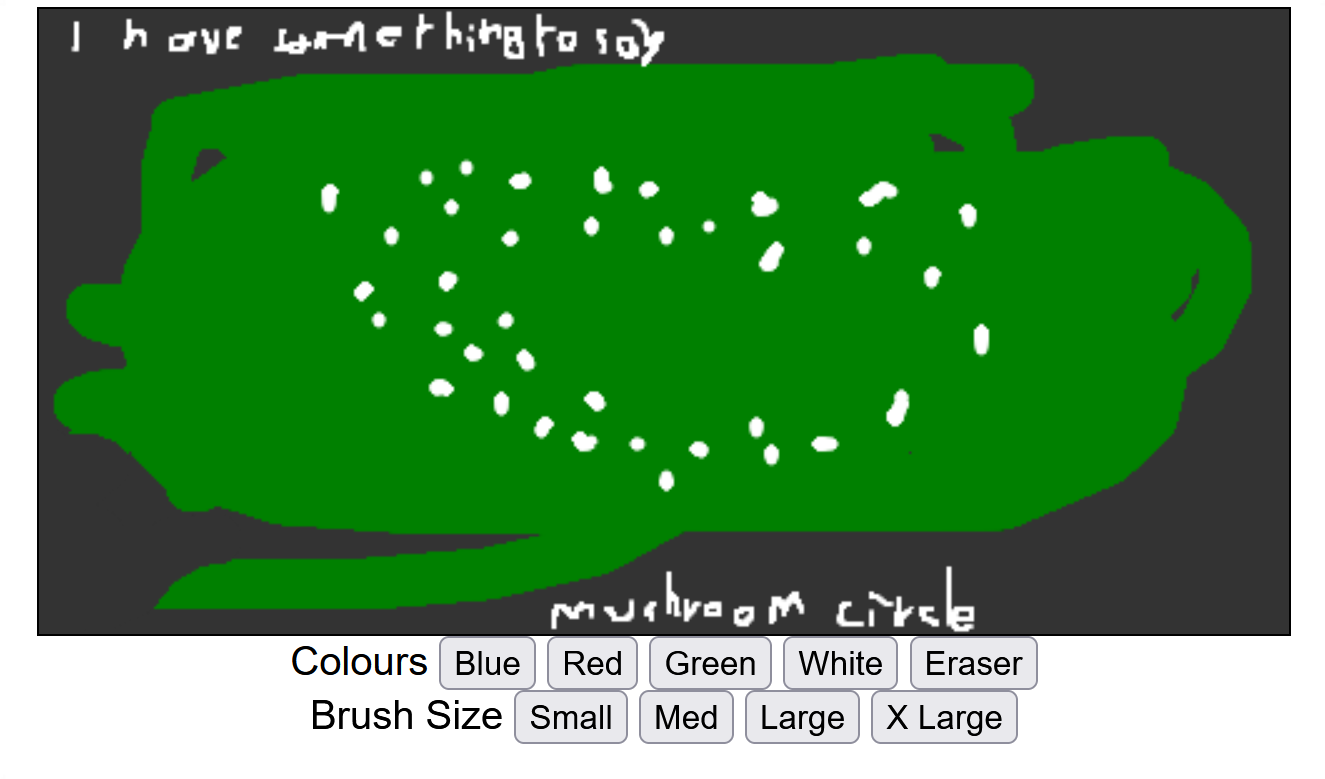 I have something to say
mushroom circle
Colours Blue Red Green White Eraser
Brush Size Small Med Large X Large